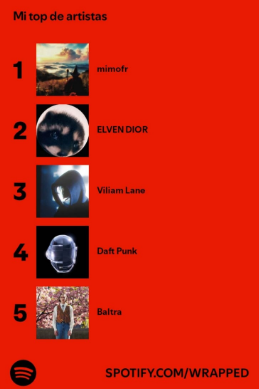 Mi top de artistas
1 mimofr
2 ELVEN DIOR
3 Viliam Lane
4 Daft Punk
5 Baltra
SPOTIFY.COM/WRAPPED